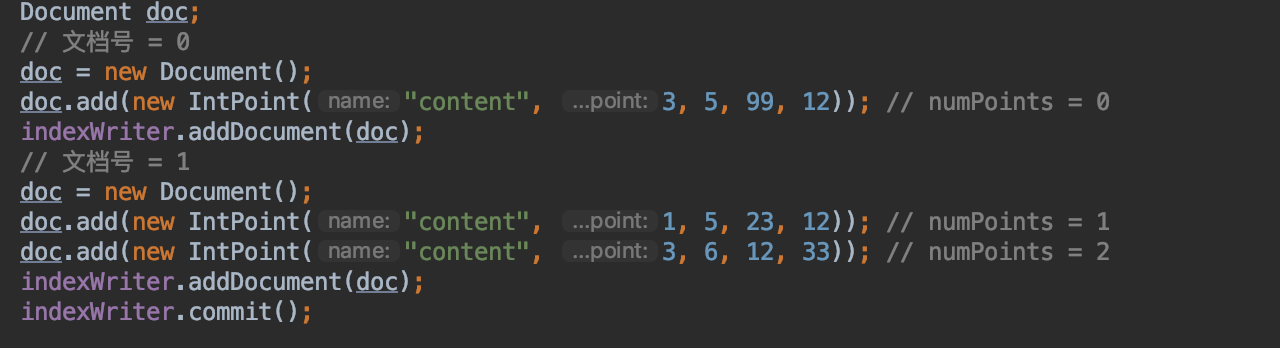 Document doc;
// 文档号 = 0
doc = new Document();
doc.add(new IntPoint( name: "content", ...point: 3, 5, 99, 12)); // numPoints = 0
indexWriter.addDocument(doc);
// 文档号 = 1
doc = new Document();
doc.add(new IntPoint( name: "content", ...point: 1, 5, 23, 12)); // numPoints = 1
doc.add(new IntPoint( name: "content", ...point: 3, 6, 12, 33)); // numPoints = 2
indexWriter.addDocument(doc);
indexWriter.commit();